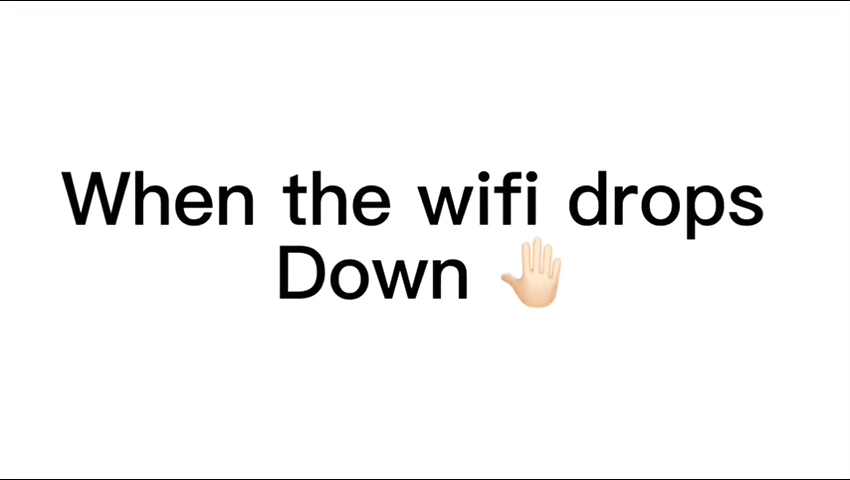 When the wifi drops
Down 🤚🏻